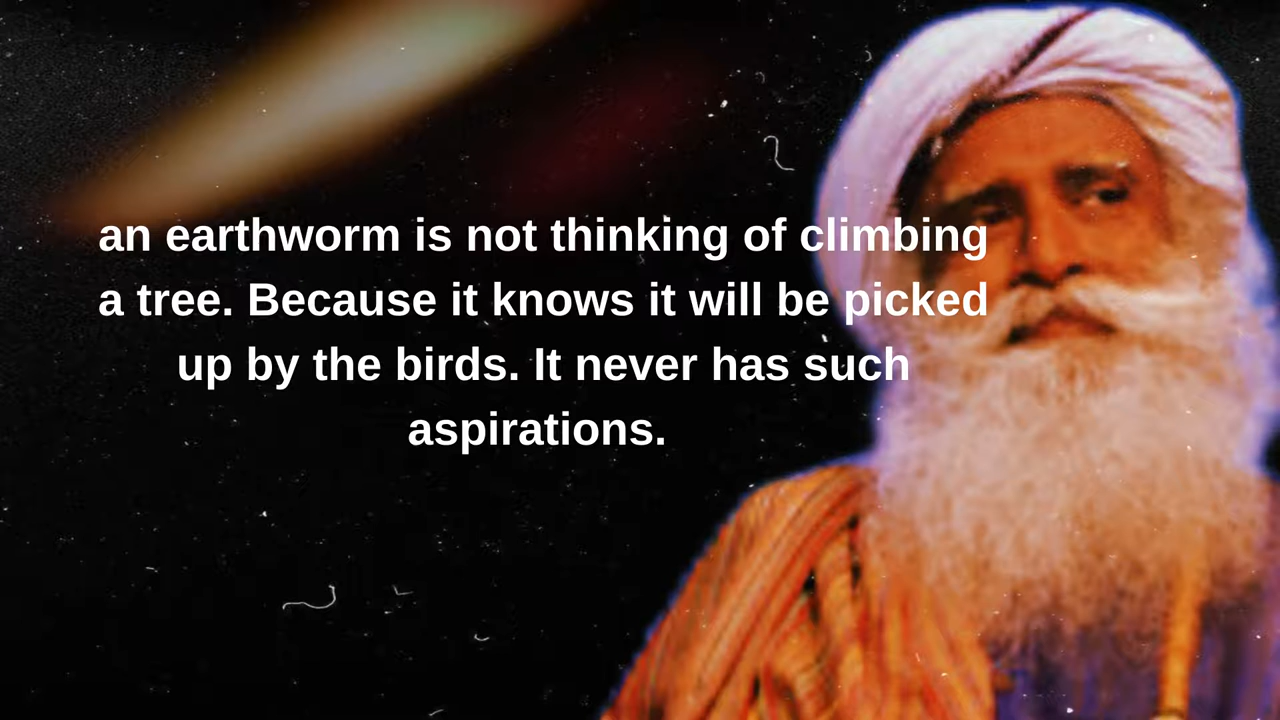 an earthworm is not thinking of climbing
a tree. Because it knows it will be picked
up by the birds. It never has such
aspirations.